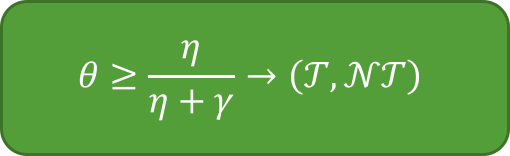 θ ≥ η / (η + γ) → (𝒯, 𝒩𝒯)